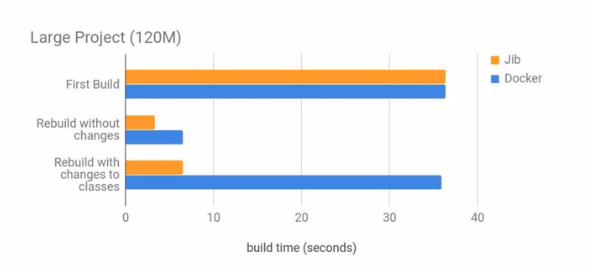 Large Project (120M)
Jib
Docker
First Build
Rebuild without
changes
Rebuild with
changes to
classes
0 10 20 30 40
build time (seconds)